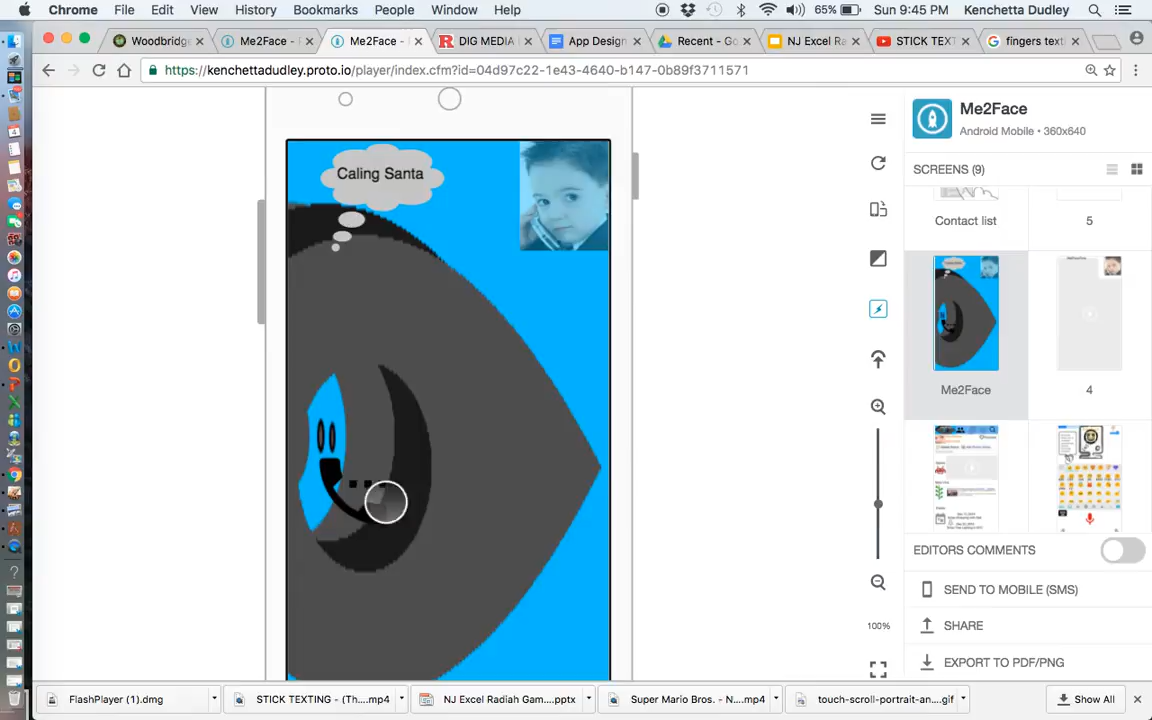 Chrome File Edit View History Bookmarks People Window Help 65% Sun 9:45 PM Kenchetta Dudley
Woodbridge Me2Face - Me2Face - DIG MEDIA App Design Recent - Go NJ Excel Ra STICK TEXT fingers texti
https://kenchettadudley.proto.io/player/index.cfm?id=04d97c22-1e43-4640-b147-0b89f3711571
Caling Santa
Me2Face
Android Mobile • 360x640
SCREENS (9)
Contact list 5
Me2Face 4
EDITORS COMMENTS
SEND TO MOBILE (SMS)
SHARE
EXPORT TO PDF/PNG
100%
FlashPlayer (1).dmg STICK TEXTING - (Th....mp4 NJ Excel Radiah Gam....pptx Super Mario Bros. - N....mp4 touch-scroll-portrait-an....gif Show All